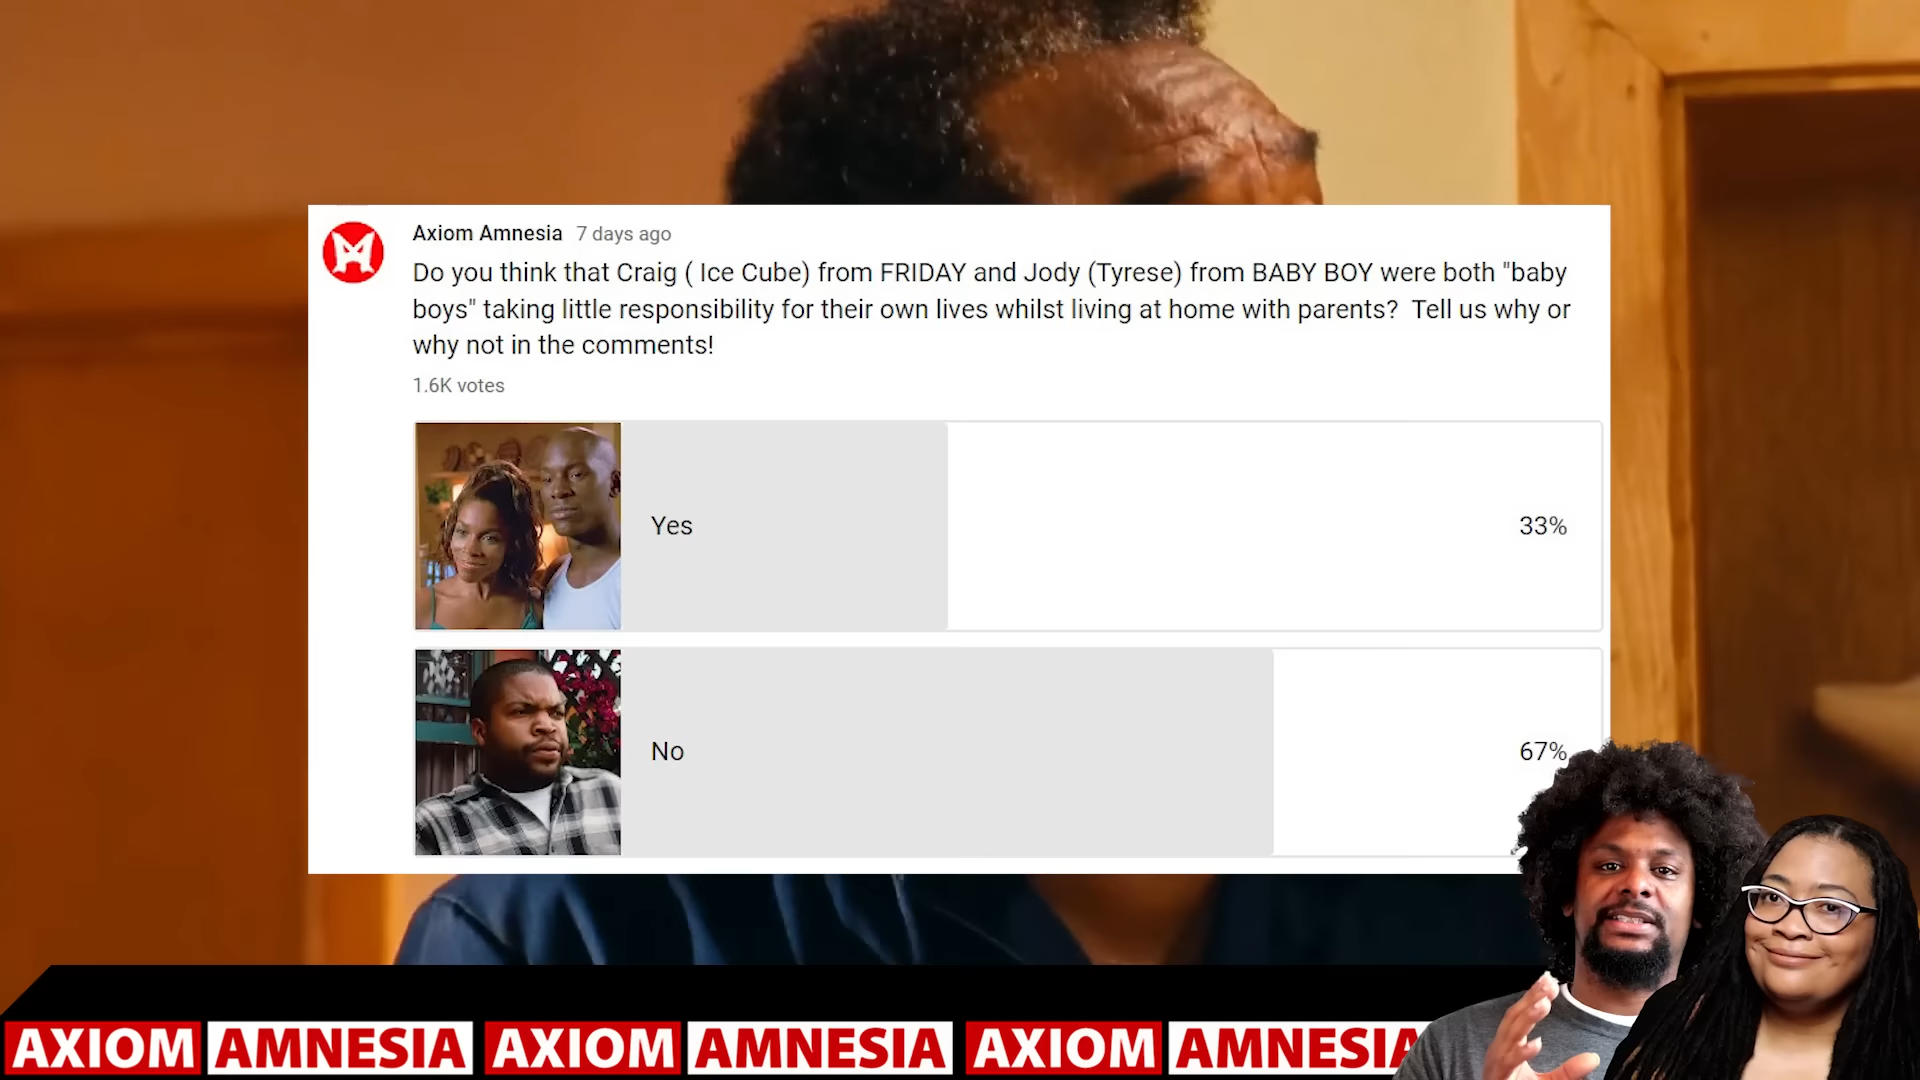 Axiom Amnesia 7 days ago
Do you think that Craig ( Ice Cube) from FRIDAY and Jody (Tyrese) from BABY BOY were both "baby
boys" taking little responsibility for their own lives whilst living at home with parents?  Tell us why or
why not in the comments!
1.6K votes
Yes 33%
No 67%
AXIOM AMNESIA AXIOM AMNESIA AXIOM AMNESIA